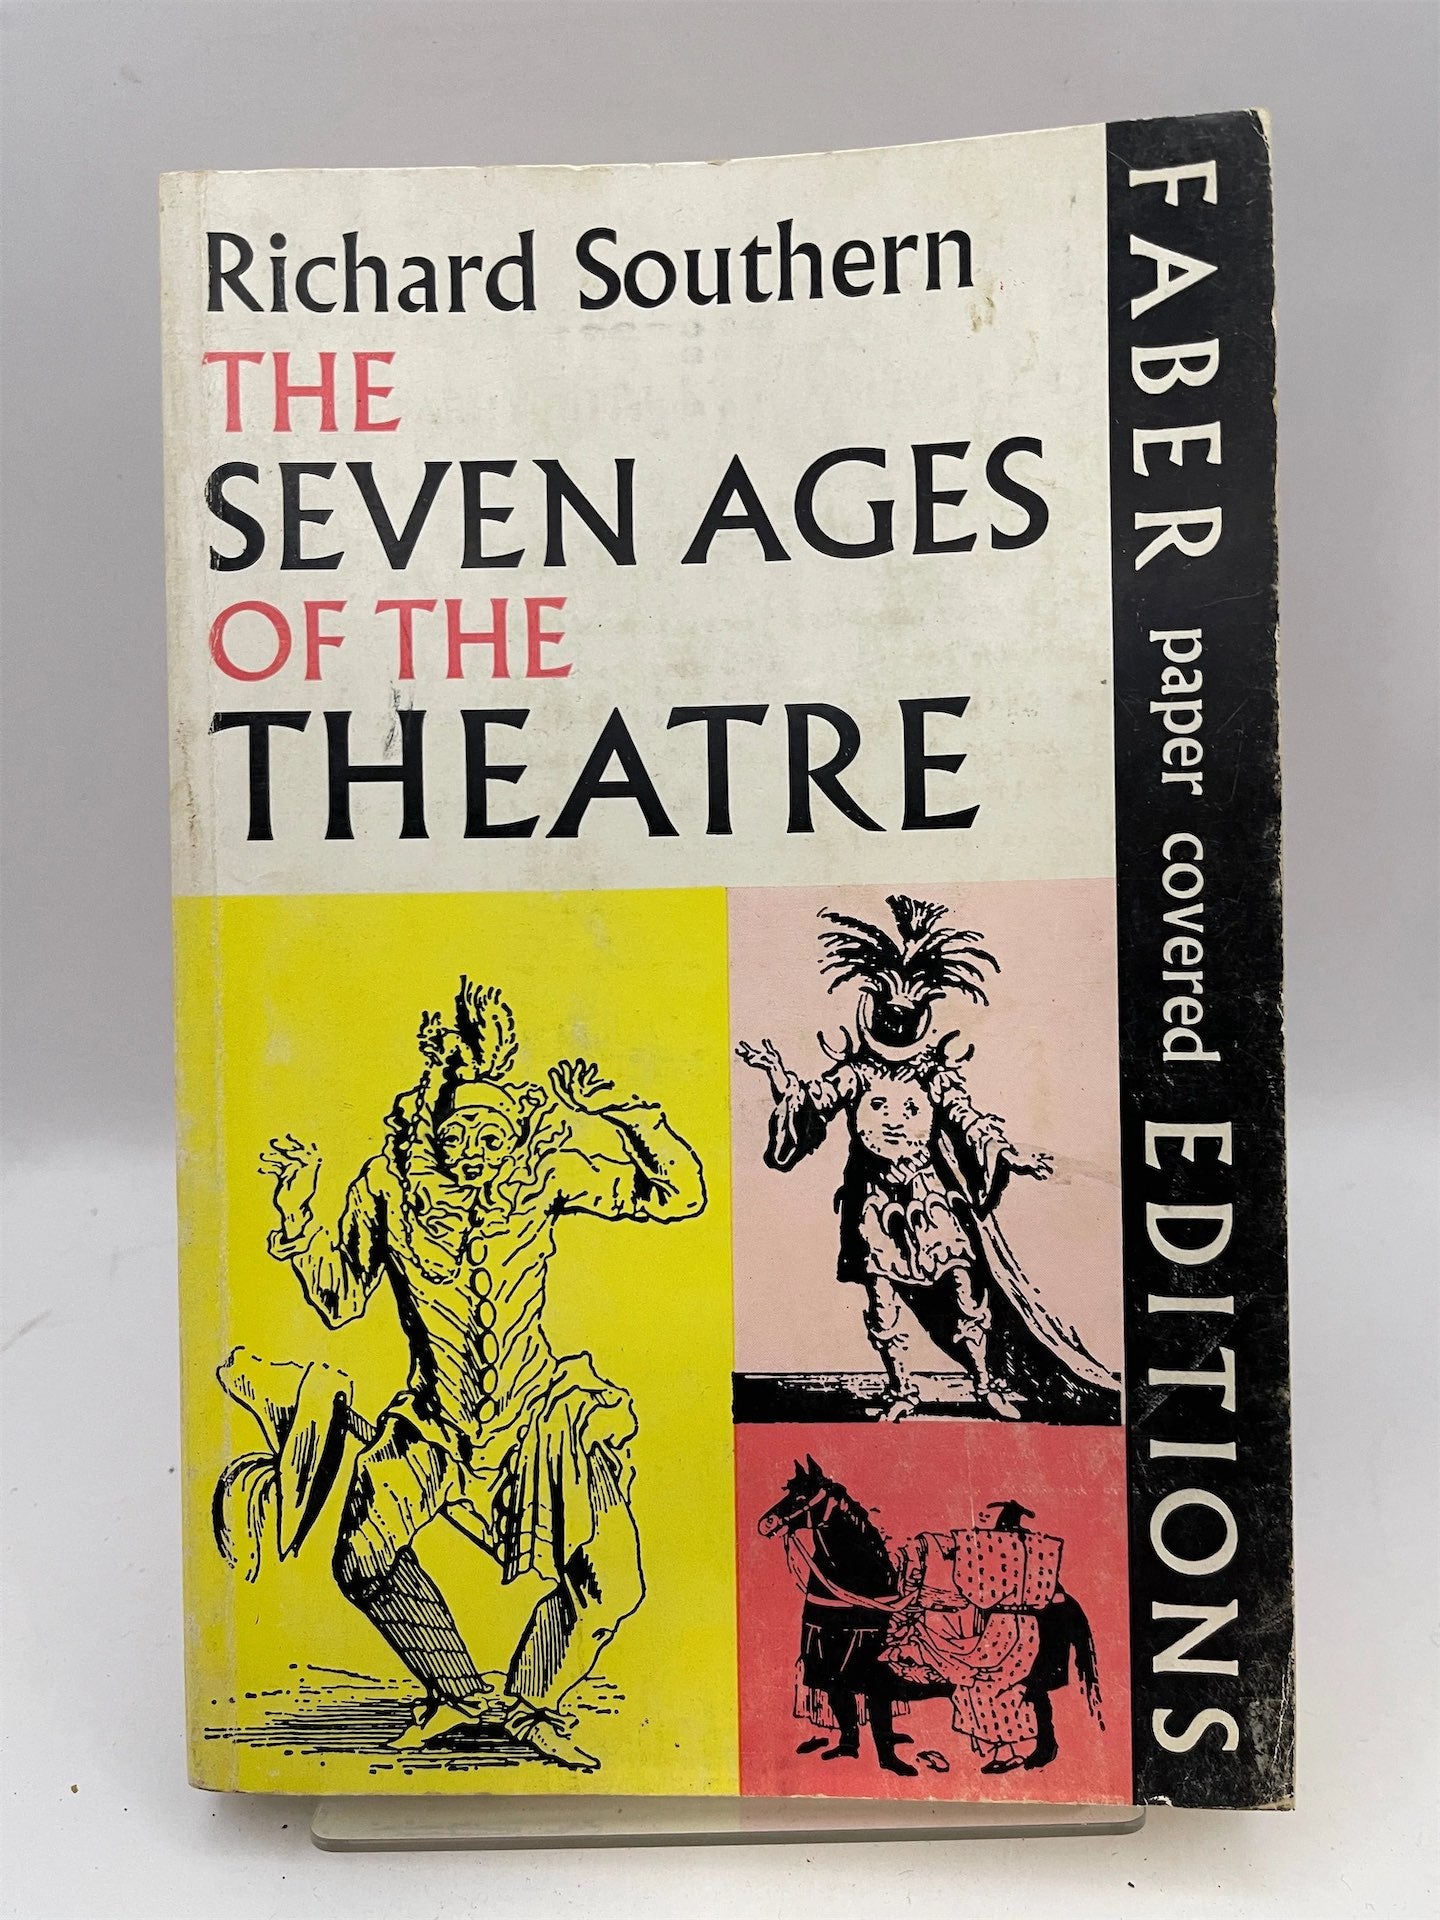 Richard Southern
THE
SEVEN AGES
OF THE
THEATRE
FABER paper covered EDITIONS